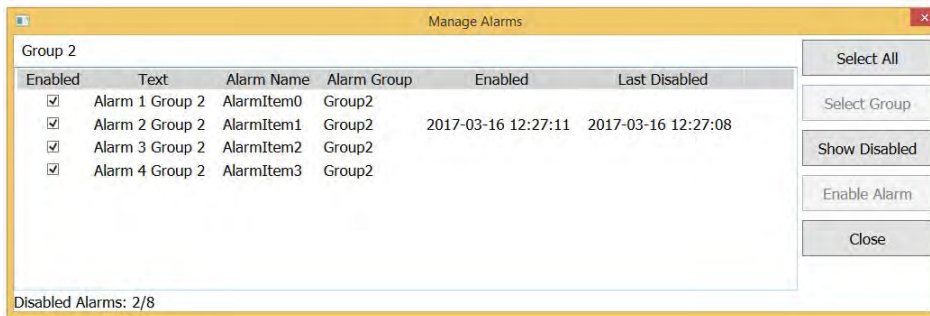 Manage Alarms
Group 2
Select All
Enabled Text Alarm Name Alarm Group Enabled Last Disabled
Alarm 1 Group 2 AlarmItem0 Group2
Select Group
Alarm 2 Group 2 AlarmItem1 Group2 2017-03-16 12:27:11 2017-03-16 12:27:08
Alarm 3 Group 2 AlarmItem2 Group2
Show Disabled
Alarm 4 Group 2 AlarmItem3 Group2
Enable Alarm
Close
Disabled Alarms: 2/8